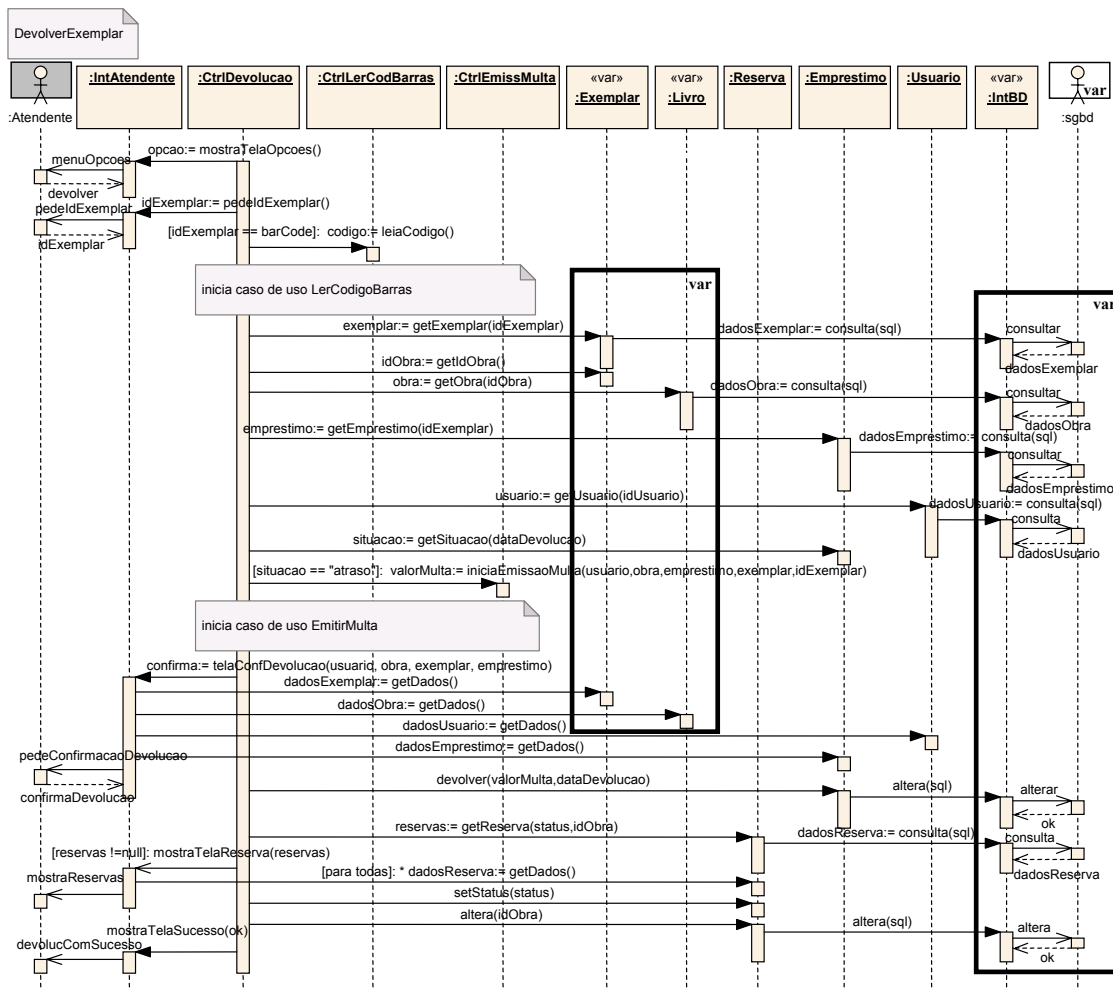 DevolverExemplar
:Atendente
:IntAtendente
:CtrlDevolucao
:CtrlLerCodBarras
:CtrlEmissMulta
«var»
:Exemplar
«var»
:Livro
:Reserva
:Emprestimo
:Usuario
«var»
:IntBD
var
:sgbd
opcao:= mostraTelaOpcoes()
menuOpcoes
devolver
idExemplar:= pedeIdExemplar()
pedeIdExemplar
idExemplar
[idExemplar == barCode]: codigo:= leiaCodigo()
inicia caso de uso LerCodigoBarras
var
var
exemplar:= getExemplar(idExemplar)
dadosExemplar:= consulta(sql)
consultar
dadosExemplar
idObra:= getIdObra()
obra:= getObra(idObra)
dadosObra:= consulta(sql)
consultar
dadosObra
emprestimo:= getEmprestimo(idExemplar)
dadosEmprestimo:= consulta(sql)
consultar
dadosEmprestimo
usuario:= getUsuario(idUsuario)
dadosUsuario:= consulta(sql)
consulta
dadosUsuario
situacao:= getSituacao(dataDevolucao)
[situacao == "atraso"]: valorMulta:= iniciaEmissaoMulta(usuario,obra,emprestimo,exemplar,idExemplar)
inicia caso de uso EmitirMulta
confirma:= telaConfDevolucao(usuario, obra, exemplar, emprestimo)
dadosExemplar:= getDados()
dadosObra:= getDados()
dadosUsuario:= getDados()
dadosEmprestimo:= getDados()
pedeConfirmacaoDevolucao
confirmaDevolucao
devolver(valorMulta,dataDevolucao)
altera(sql)
alterar
ok
reservas:= getReserva(status,idObra)
dadosReserva:= consulta(sql)
consulta
dadosReserva
[reservas !=null]: mostraTelaReserva(reservas)
mostraReservas
[para todas]: * dadosReserva:= getDados()
setStatus(status)
altera(idObra)
altera(sql)
altera
ok
mostraTelaSucesso(ok)
devolucComSucesso